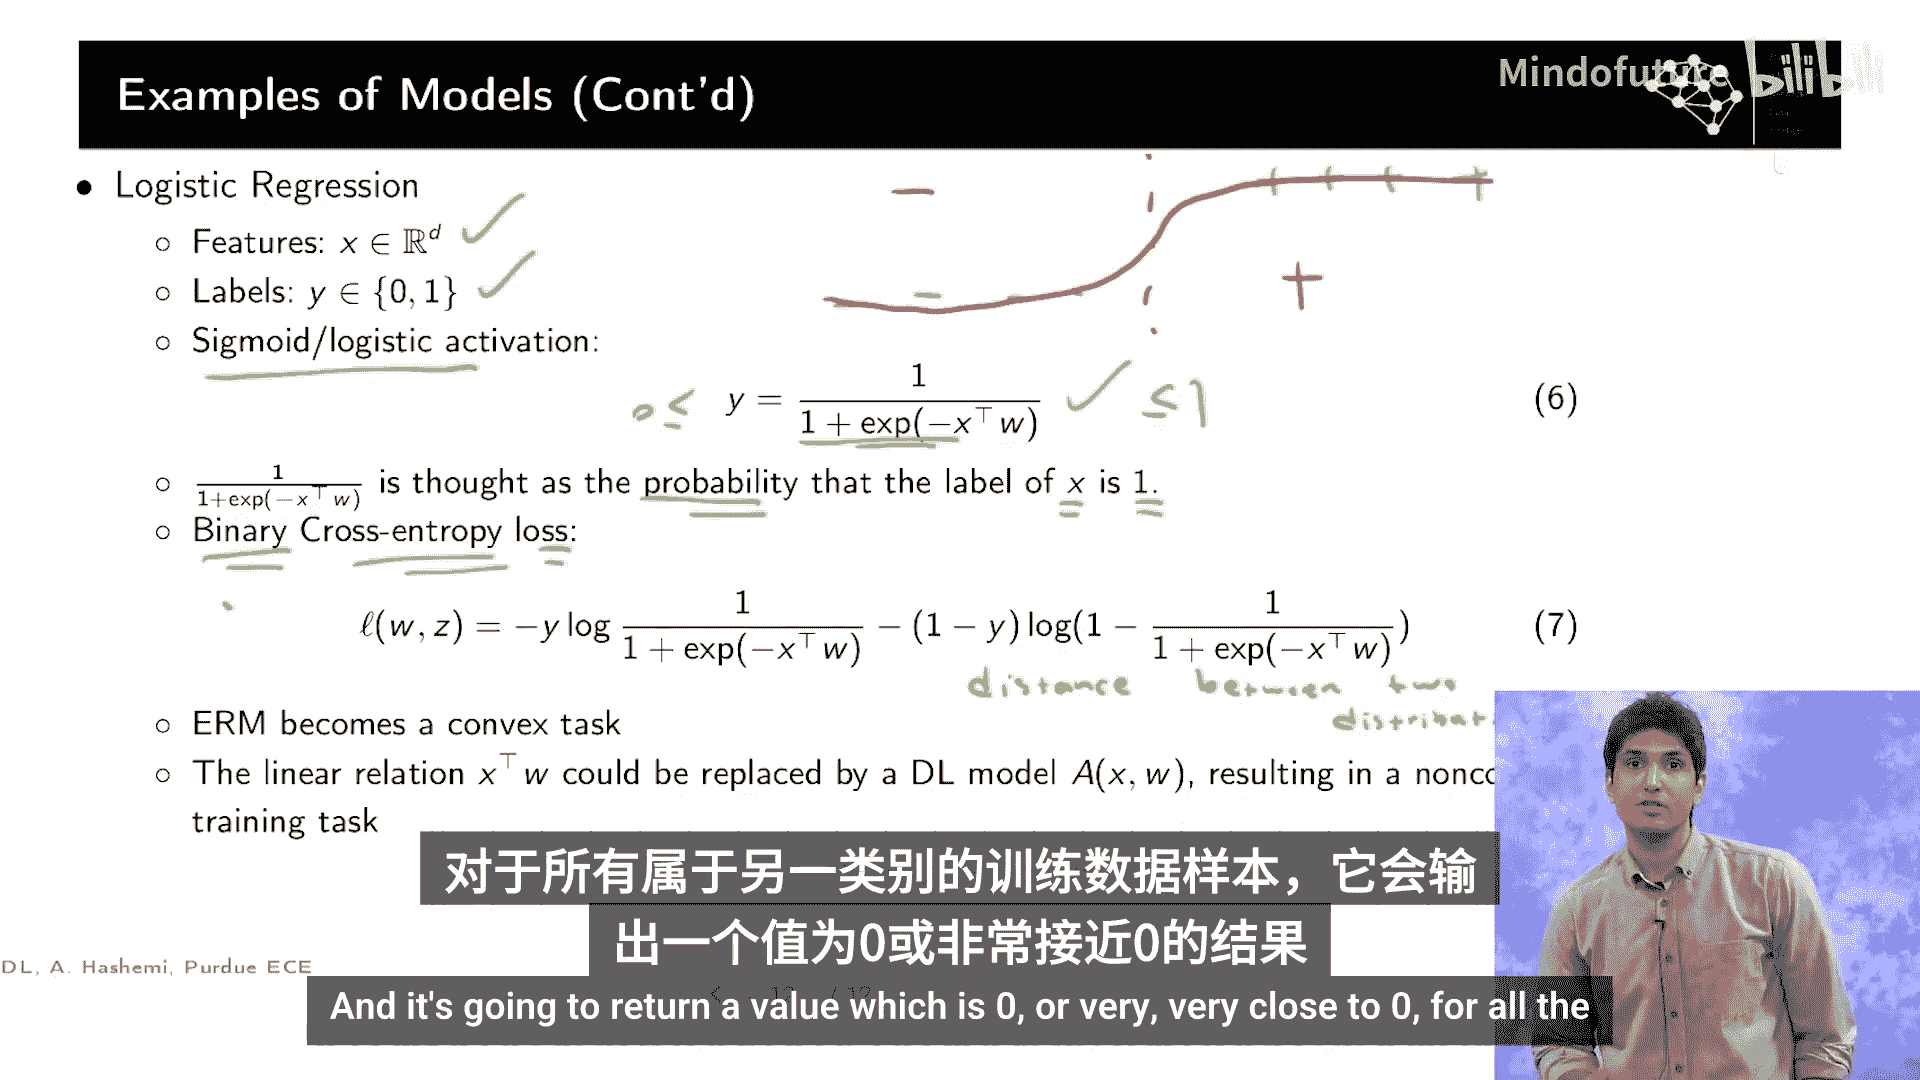 Examples of Models (Cont'd)
Mindofuture
bilibili
• Logistic Regression
○ Features: x ∈ ℝᵈ
○ Labels: y ∈ {0, 1}
○ Sigmoid/logistic activation:
0 ≤ y = 1 / (1 + exp(−x⊤w)) ≤ 1 (6)
○ 1 / (1+exp(−x⊤w)) is thought as the probability that the label of x is 1.
○ Binary Cross-entropy loss:
ℓ(w, z) = −y log 1 / (1 + exp(−x⊤w)) − (1 − y) log(1 − 1 / (1 + exp(−x⊤w))) (7)
distance between two
distribut
○ ERM becomes a convex task
○ The linear relation x⊤w could be replaced by a DL model A(x, w), resulting in a nonco
training task
对于所有属于另一类别的训练数据样本，它会输
出一个值为0或非常接近0的结果
DL, A. Hashemi, Purdue ECE
And it's going to return a value which is 0, or very, very close to 0, for all the